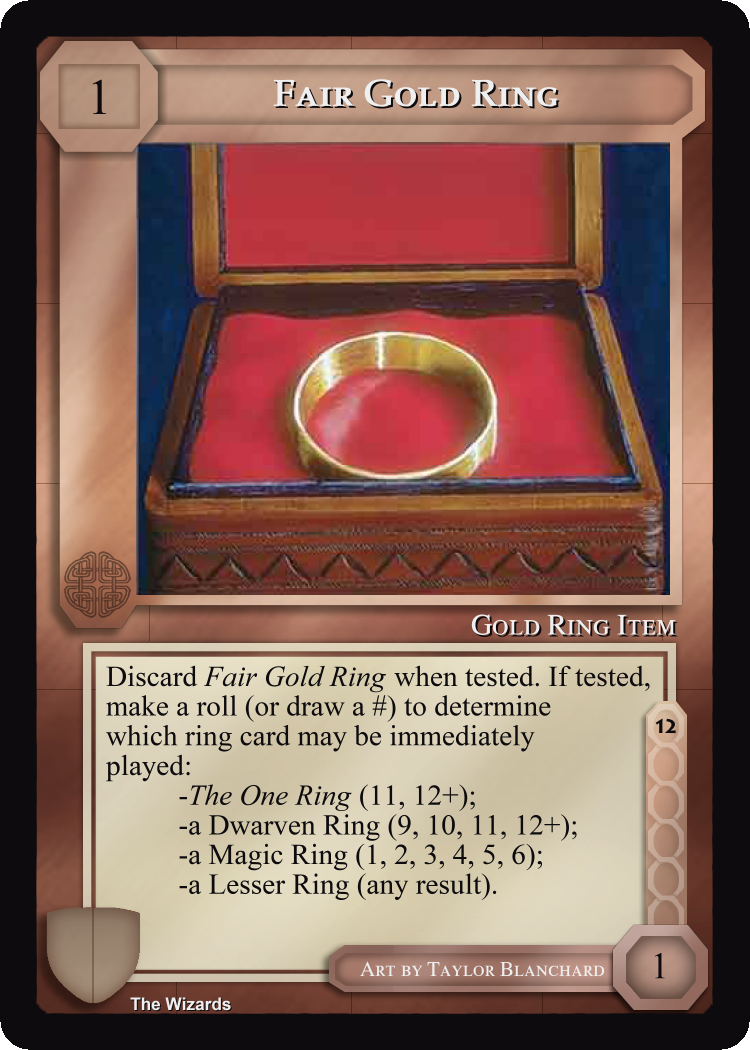 1
Fair Gold Ring
Gold Ring Item
Discard Fair Gold Ring when tested. If tested,
make a roll (or draw a #) to determine
which ring card may be immediately
played:
-The One Ring (11, 12+);
-a Dwarven Ring (9, 10, 11, 12+);
-a Magic Ring (1, 2, 3, 4, 5, 6);
-a Lesser Ring (any result).
12
Art by Taylor Blanchard
1
The Wizards